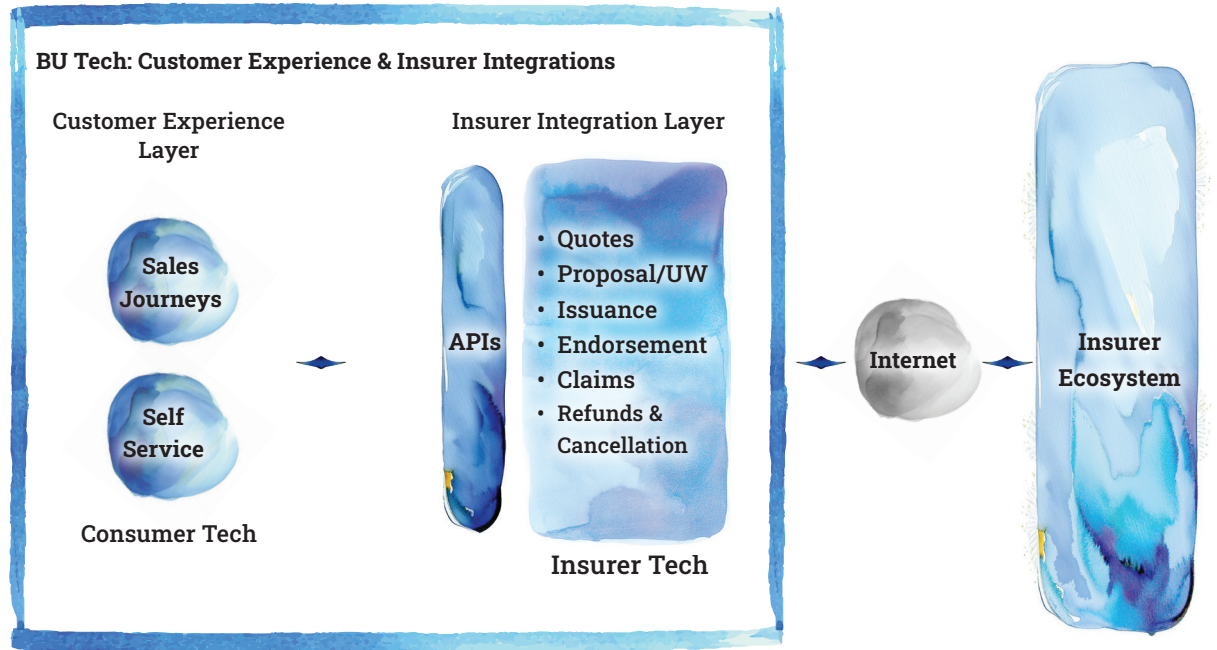 BU Tech: Customer Experience & Insurer Integrations
Customer Experience
Layer
Sales
Journeys
Self
Service
Consumer Tech
Insurer Integration Layer
APIs
• Quotes
• Proposal/UW
• Issuance
• Endorsement
• Claims
• Refunds &
Cancellation
Insurer Tech
Internet
Insurer
Ecosystem